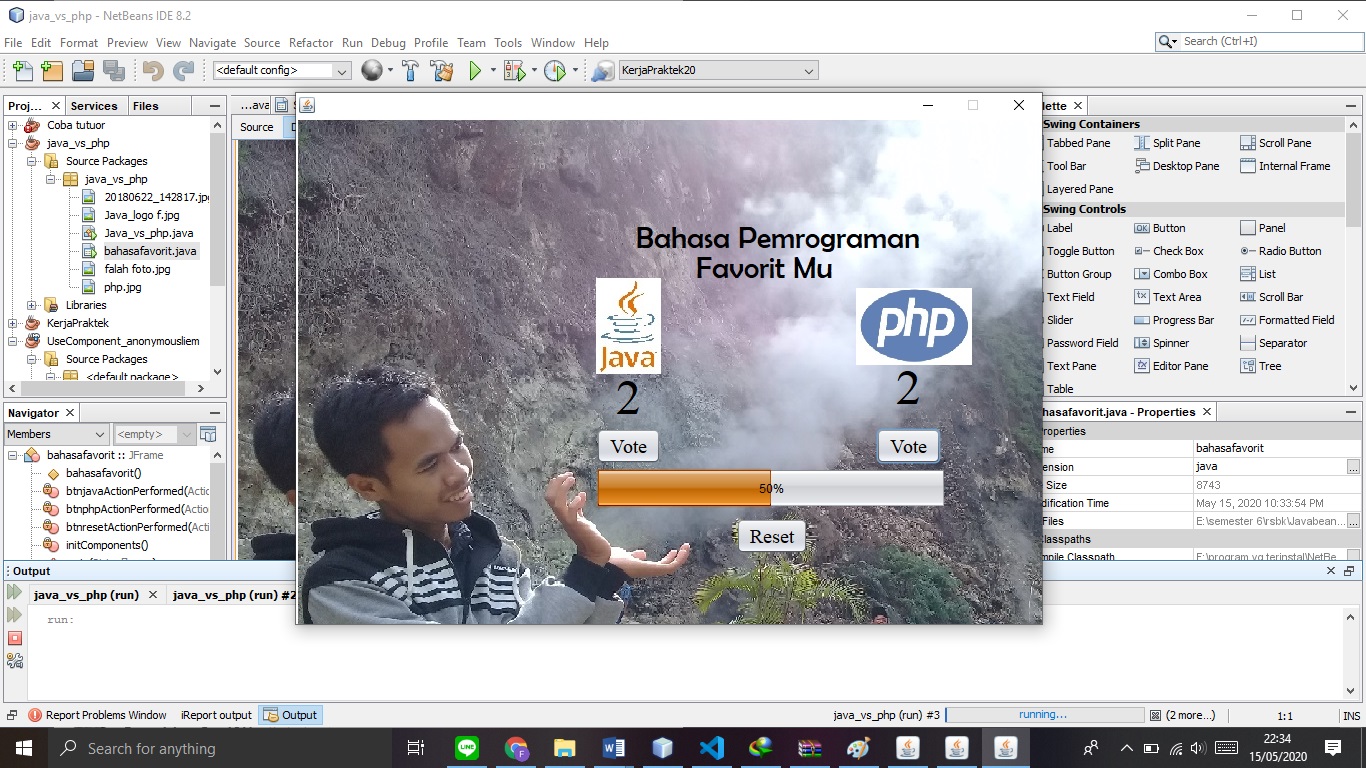 java_vs_php - NetBeans IDE 8.2
File Edit Format Preview View Navigate Source Refactor Run Debug Profile Team Tools Window Help
Search (Ctrl+I)
<default config>
KerjaPraktek20
Proj... Services Files
Coba tutuor
java_vs_php
Source Packages
java_vs_php
20180622_142817.jpg
Java_logo f.jpg
Java_vs_php.java
bahasafavorit.java
falah foto.jpg
php.jpg
Libraries
KerjaPraktek
UseComponent_anonymousliem
Source Packages
<default package>
Navigator
Members
<empty>
bahasafavorit :: JFrame
bahasafavorit()
btnjavaActionPerformed(Actic
btnphpActionPerformed(Actio
btnresetActionPerformed(Acti
initComponents()
...ava
Source
Bahasa Pemrograman
Favorit Mu
Java
php
2
2
Vote
Vote
50%
Reset
lette
Swing Containers
Tabbed Pane Split Pane Scroll Pane
Tool Bar Desktop Pane Internal Frame
Layered Pane
Swing Controls
Label Button Panel
Toggle Button Check Box Radio Button
Button Group Combo Box List
Text Field Text Area Scroll Bar
Slider Progress Bar Formatted Field
Password Field Spinner Separator
Text Pane Editor Pane Tree
Table
hasafavorit.java - Properties
roperties
me bahasafavorit
ension java
Size 8743
dification Time May 15, 2020 10:33:54 PM
Files E:\semester 6\rsbk\Javabean...
Classpaths
mpile Classpath E:\program yg terinstal\NetBe
Output
java_vs_php (run) java_vs_php (run) #2
run:
Report Problems Window iReport output Output
java_vs_php (run) #3
running...
(2 more...)
1:1
INS
Search for anything
22:34
15/05/2020